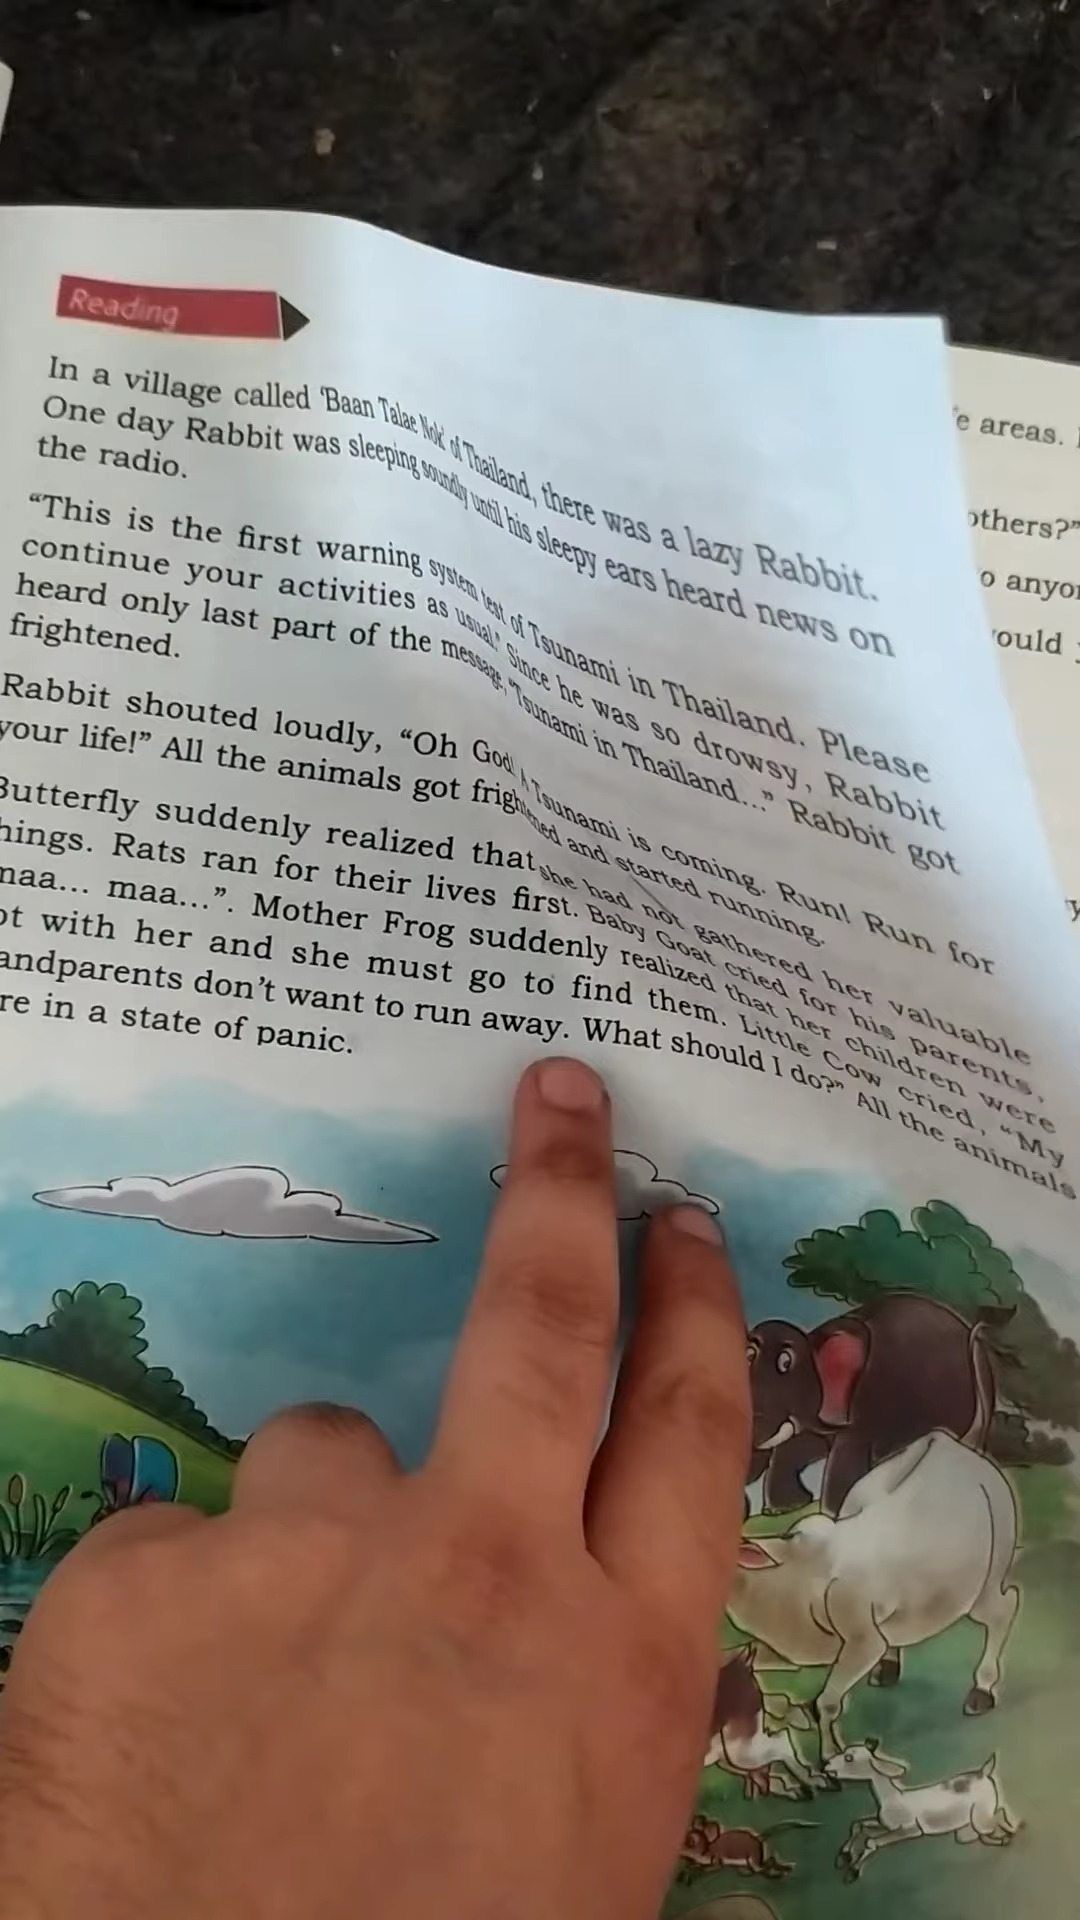 Reading
In a village called ‘Baan Talae Nok’ of Thailand, there was a lazy Rabbit.
One day Rabbit was sleeping soundly until his sleepy ears heard news on
the radio.
“This is the first warning system test of Tsunami in Thailand. Please
continue your activities as usual.” Since he was so drowsy, Rabbit
heard only last part of the message, “Tsunami in Thailand...” Rabbit got
frightened.
Rabbit shouted loudly, “Oh God! A Tsunami is coming. Run! Run for
your life!” All the animals got frightened and started running.
Butterfly suddenly realized that she had not gathered her valuable
hings. Rats ran for their lives first. Baby Goat cried for his parents,
maa... maa...”. Mother Frog suddenly realized that her children were
ot with her and she must go to find them. Little Cow cried, “My
andparents don’t want to run away. What should I do?” All the animals
re in a state of panic.
e areas.
others?”
o anyo
ould